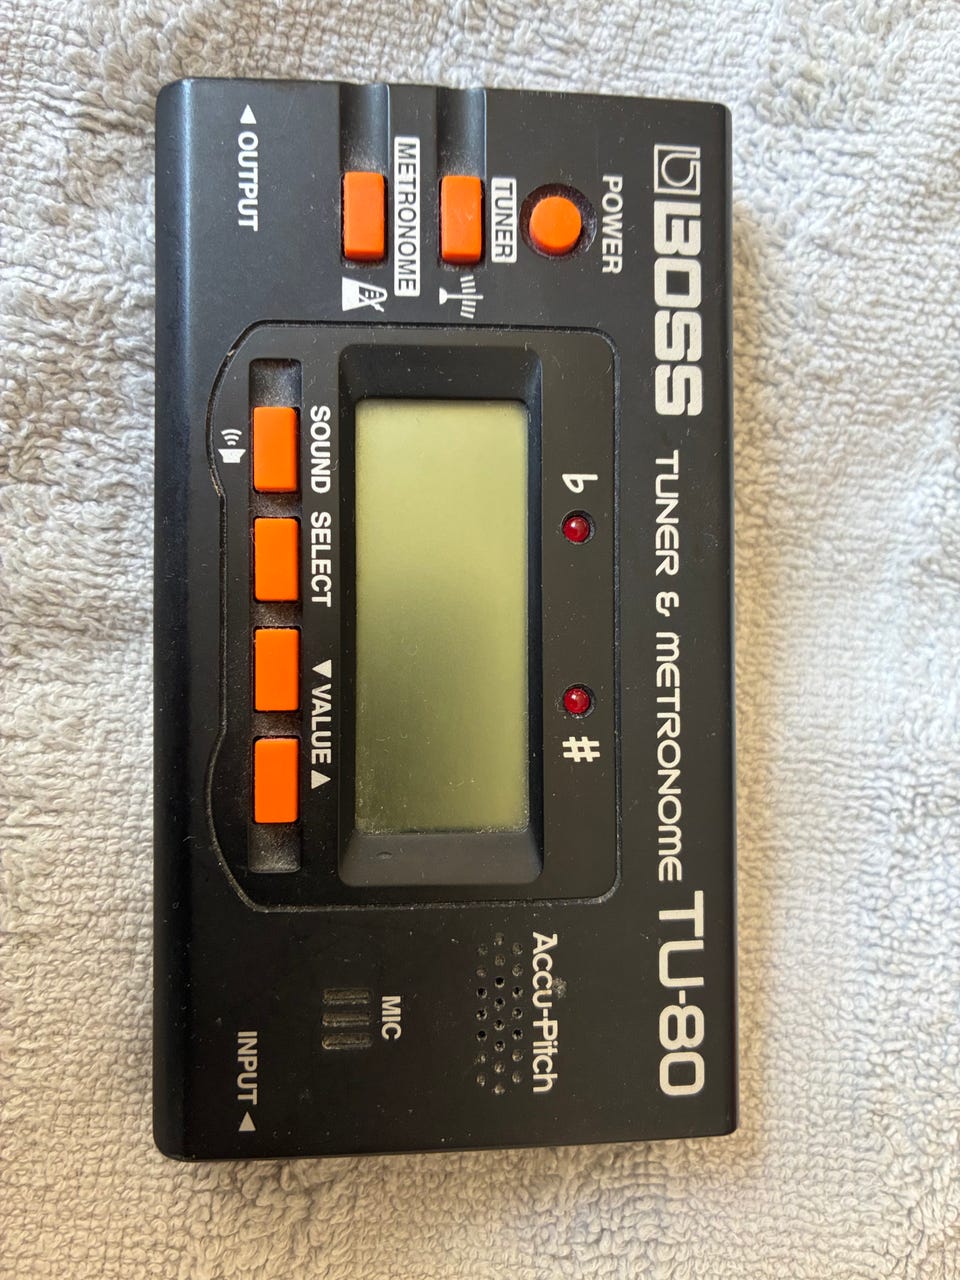 BOSS TUNER & METRONOME TU-80
POWER
TUNER
METRONOME
◀ OUTPUT
♭
#
SOUND SELECT ▼ VALUE ▲
Accu-Pitch
MIC
INPUT ◀